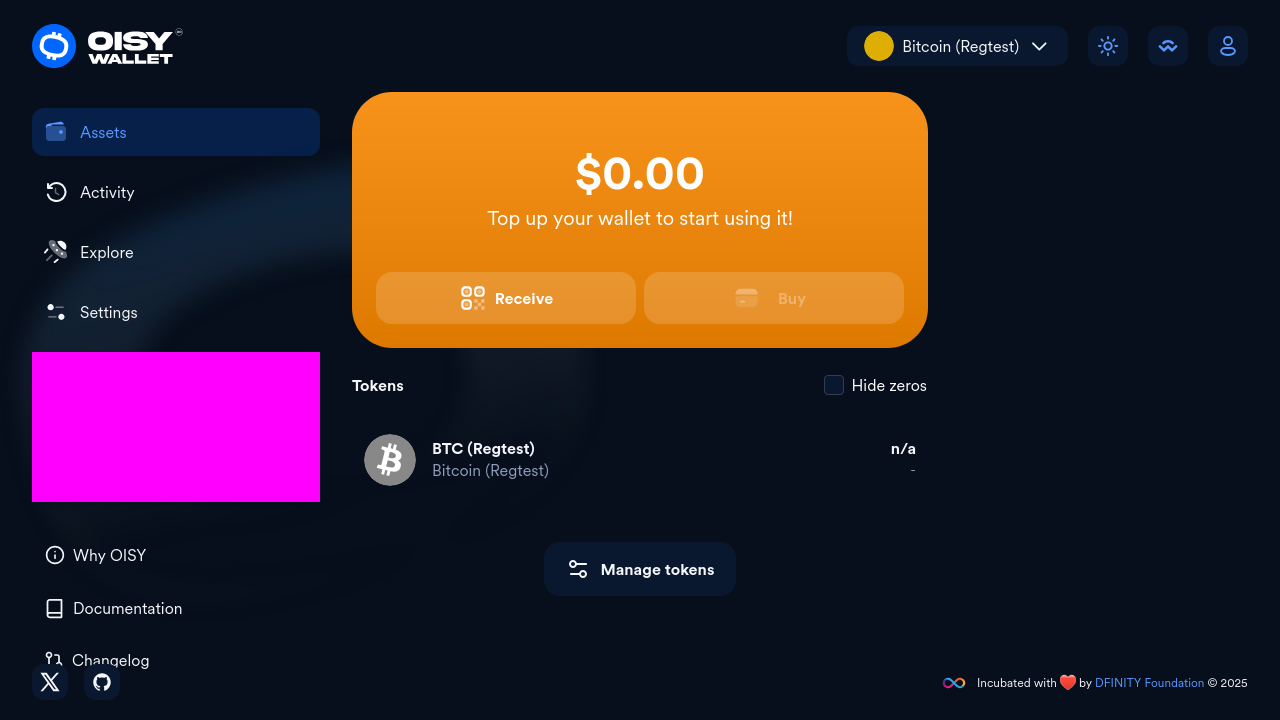 OISY
WALLET
Bitcoin (Regtest)
Assets
Activity
Explore
Settings
$0.00
Top up your wallet to start using it!
Receive
Buy
Tokens
Hide zeros
BTC (Regtest)
n/a
Bitcoin (Regtest)
-
Why OISY
Manage tokens
Documentation
Changelog
Incubated with ❤️ by DFINITY Foundation © 2025